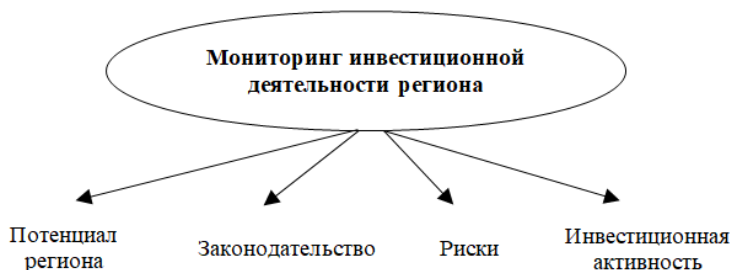 Мониторинг инвестиционной
деятельности региона
Потенциал
региона
Законодательство
Риски
Инвестиционная
активность